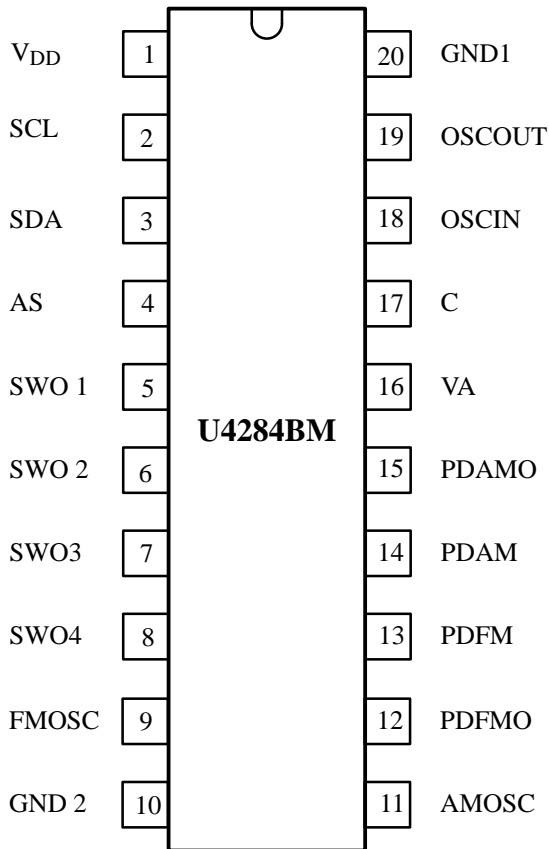 V_DD 1 20 GND1
SCL 2 19 OSCOUT
SDA 3 18 OSCIN
AS 4 17 C
SWO 1 5 16 VA
U4284BM
SWO 2 6 15 PDAMO
SWO3 7 14 PDAM
SWO4 8 13 PDFM
FMOSC 9 12 PDFMO
GND 2 10 11 AMOSC